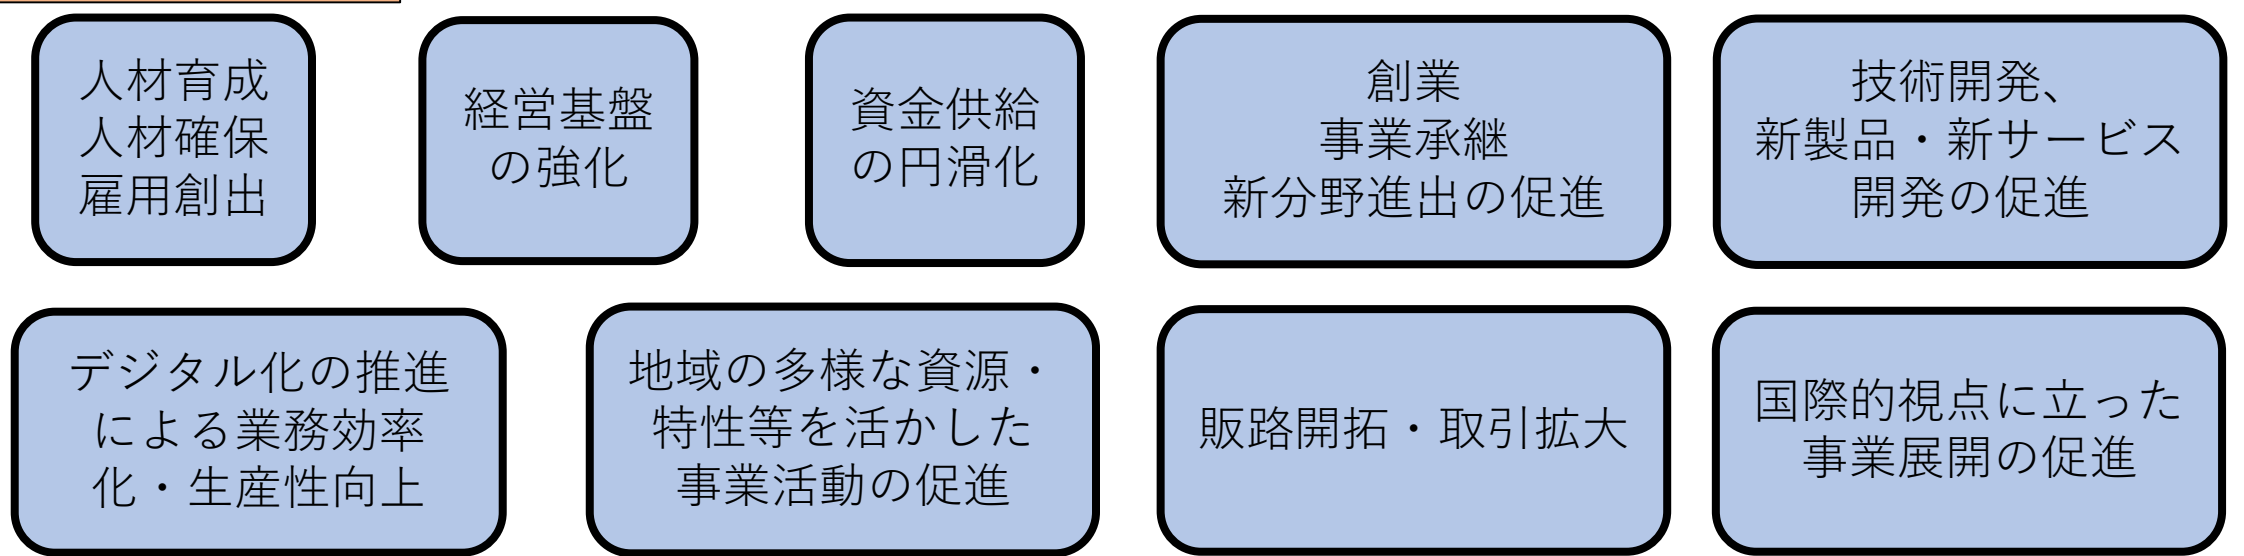 人材育成
人材確保
雇用創出
経営基盤
の強化
資金供給
の円滑化
創業
事業承継
新分野進出の促進
技術開発、
新製品・新サービス
開発の促進
デジタル化の推進
による業務効率
化・生産性向上
地域の多様な資源・
特性等を活かした
事業活動の促進
販路開拓・取引拡大
国際的視点に立った
事業展開の促進